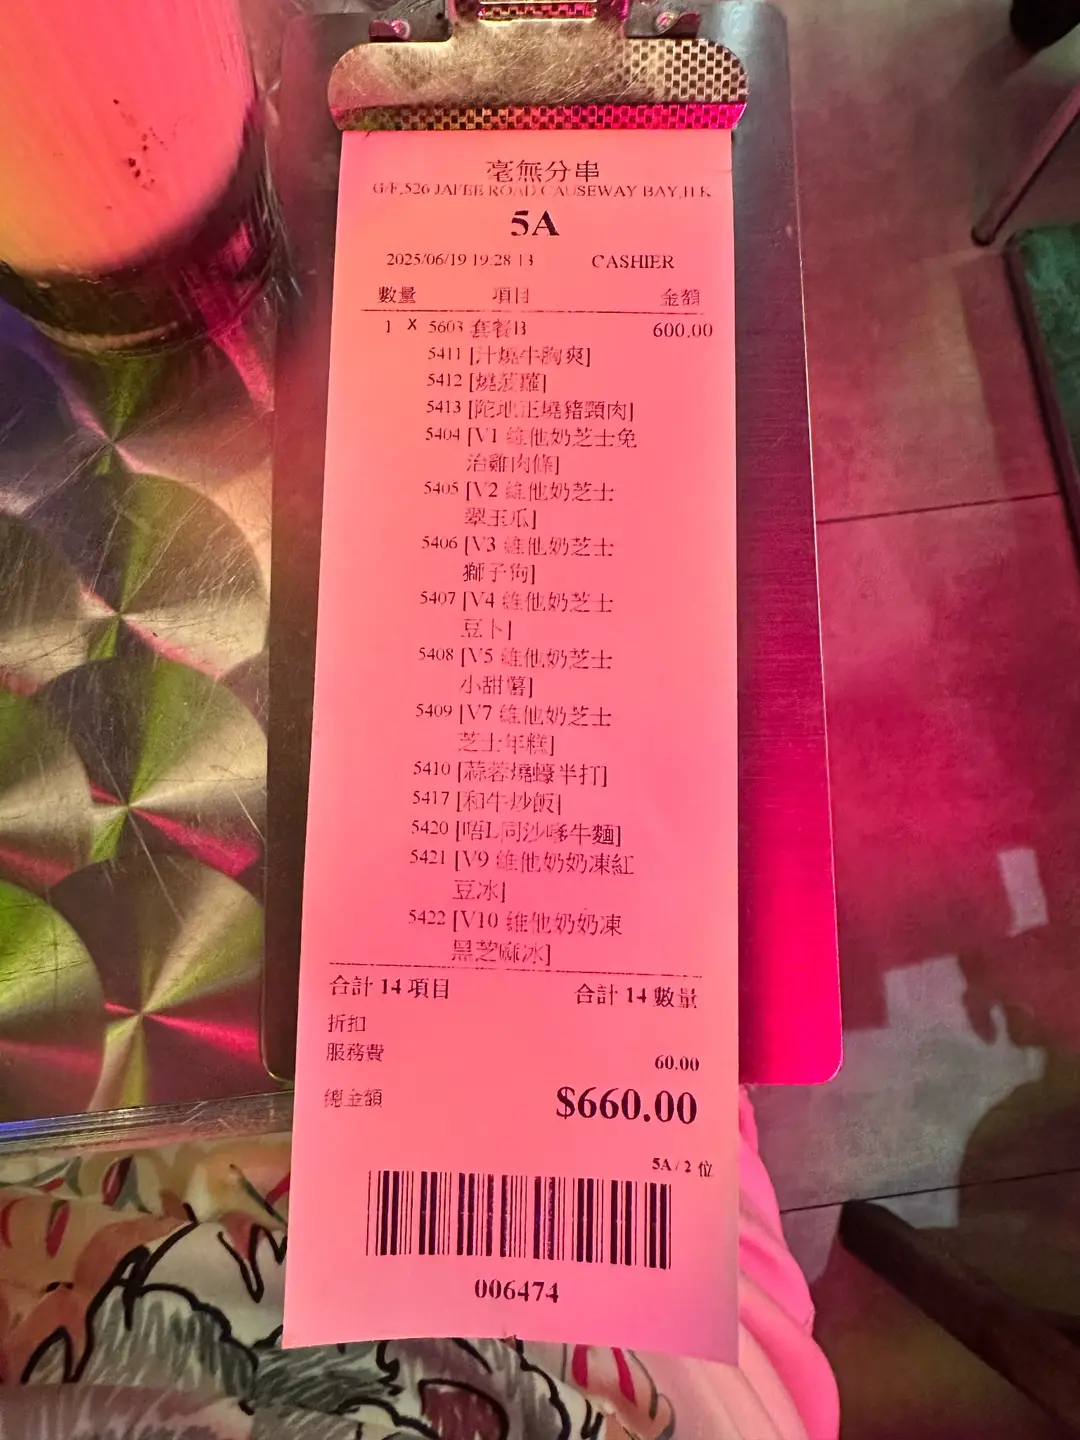 毫無分串
G/F,526 JAFFE ROAD,CAUSEWAY BAY,H.K
5A
2025/06/19 19:28:13 CASHIER
數量 項目 金額
1 X 5603 套餐B 600.00
5411 [汁燒牛胸爽]
5412 [燒菠蘿]
5413 [陀地正燒豬頸肉]
5404 [V1 維他奶芝士免
治雞肉條]
5405 [V2 維他奶芝士
翠玉瓜]
5406 [V3 維他奶芝士
獅子狗]
5407 [V4 維他奶芝士
豆卜]
5408 [V5 維他奶芝士
小甜薯]
5409 [V7 維他奶芝士
芝士年糕]
5410 [蒜蓉燒蠔半打]
5417 [和牛炒飯]
5420 [唔L同沙嗲牛麵]
5421 [V9 維他奶奶凍紅
豆冰]
5422 [V10 維他奶奶凍
黑芝麻冰]
合計 14 項目 合計 14 數量
折扣
服務費 60.00
總金額 $660.00
5A / 2 位
006474